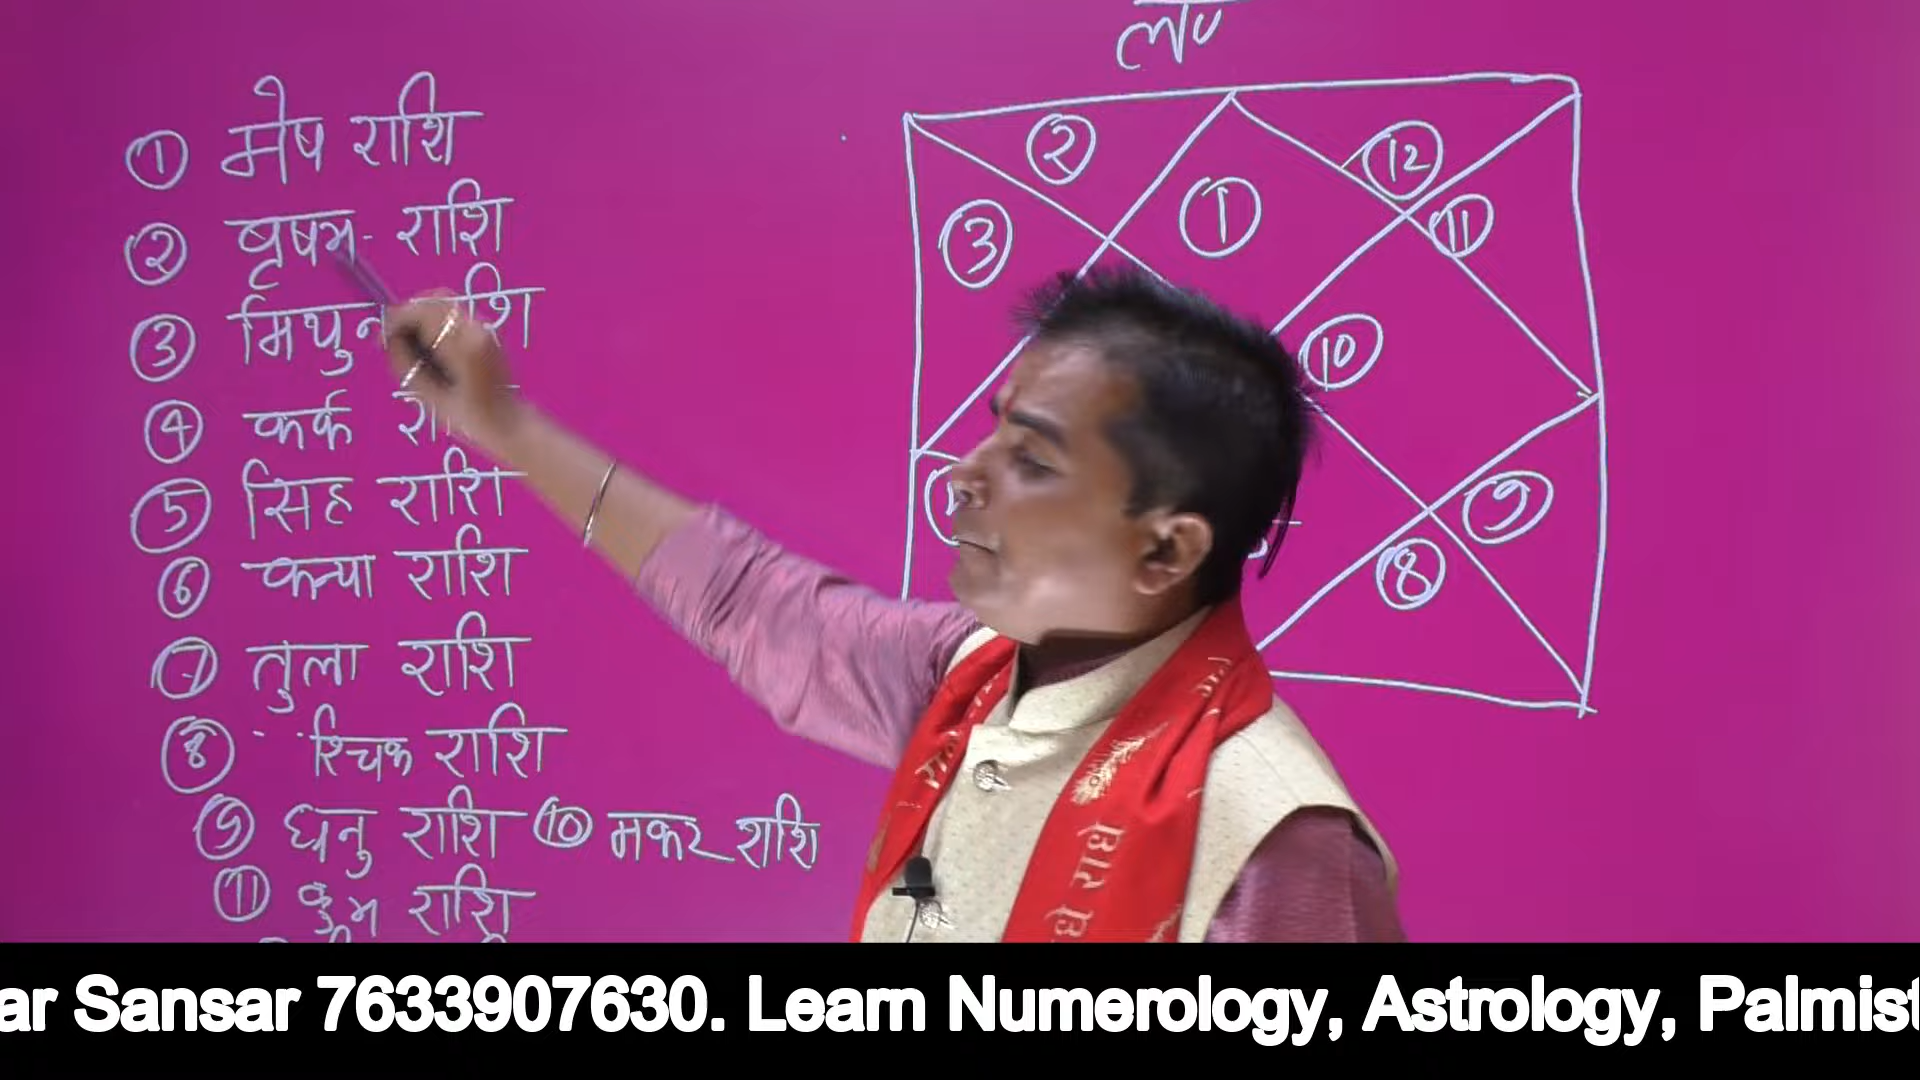 ① मेष राशि
② बृषभ - राशि
③ मिथुन राशि
④ कर्क रा
⑤ सिंह राशि
⑥ कन्या राशि
⑦ तुला राशि
⑧ श्चिक राशि
⑨ धनु राशि ⑩ मकर राशि
⑪ कुंभ राशि
② ① ⑫
③ ⑪
⑩
⑨
⑧
राधे राधे
ar Sansar 7633907630. Learn Numerology, Astrology, Palmist